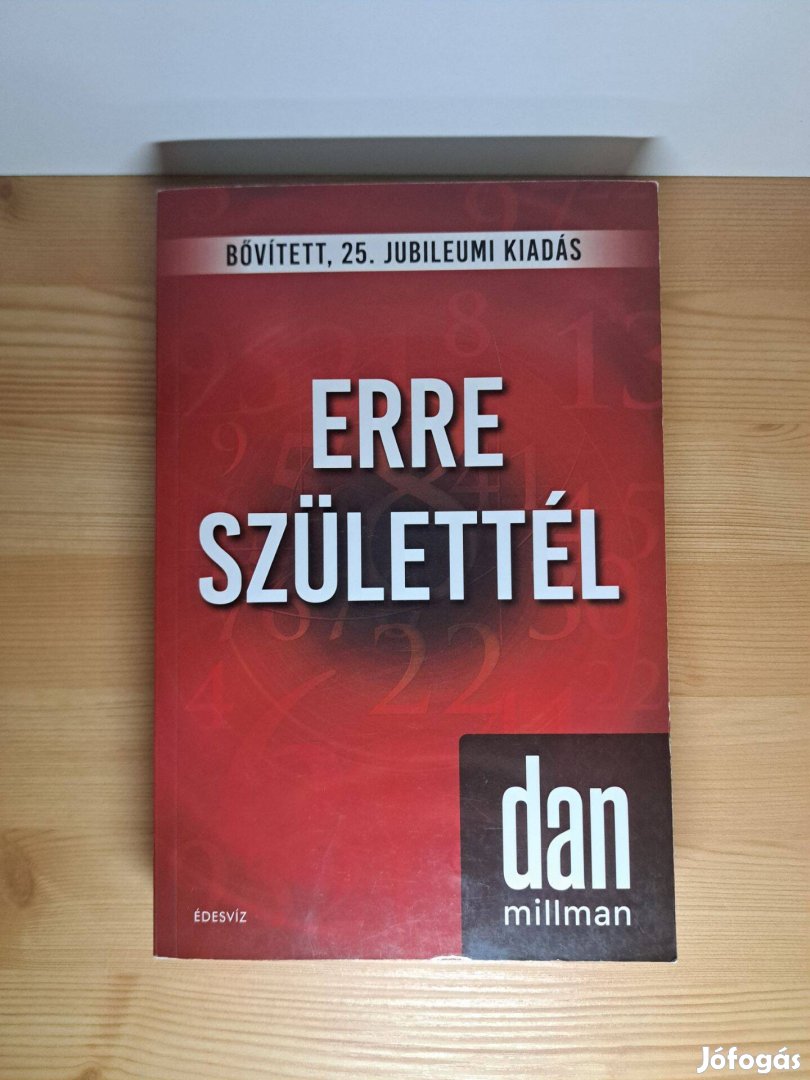 BŐVÍTETT, 25. JUBILEUMI KIADÁS
ERRE
SZÜLETTÉL
dan
millman
ÉDESVÍZ
Jófogás